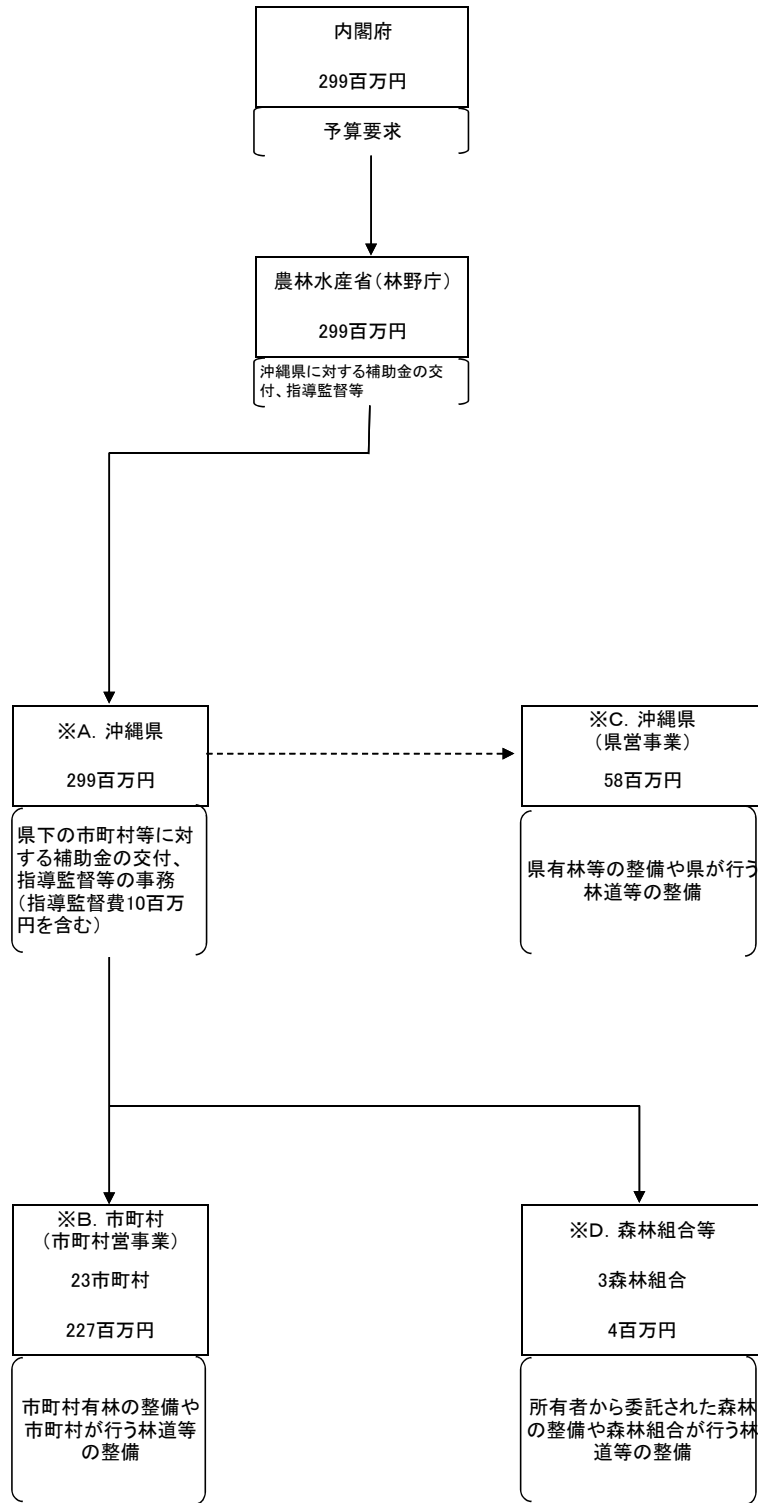 内閣府
299百万円
予算要求
農林水産省(林野庁)
299百万円
沖縄県に対する補助金の交
付、指導監督等
※A. 沖縄県
299百万円
県下の市町村等に対
する補助金の交付、
指導監督等の事務
(指導監督費10百万
円を含む)
※C. 沖縄県
(県営事業)
58百万円
県有林等の整備や県が行う
林道等の整備
※B. 市町村
(市町村営事業)
23市町村
227百万円
市町村有林の整備や
市町村が行う林道等
の整備
※D. 森林組合等
3森林組合
4百万円
所有者から委託された森林
の整備や森林組合が行う林
道等の整備